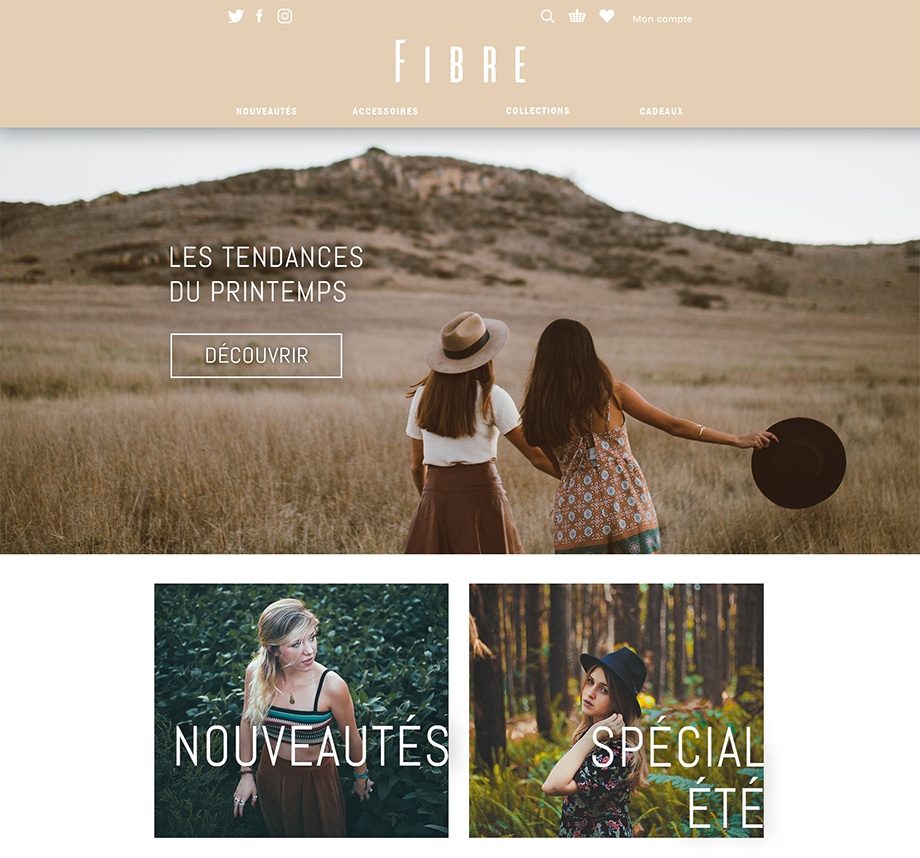 Mon compte
FIBRE
NOUVEAUTÉS ACCESSOIRES COLLECTIONS CADEAUX
LES TENDANCES
DU PRINTEMPS
DÉCOUVRIR
NOUVEAUTÉS
SPÉCIAL
ÉTÉ